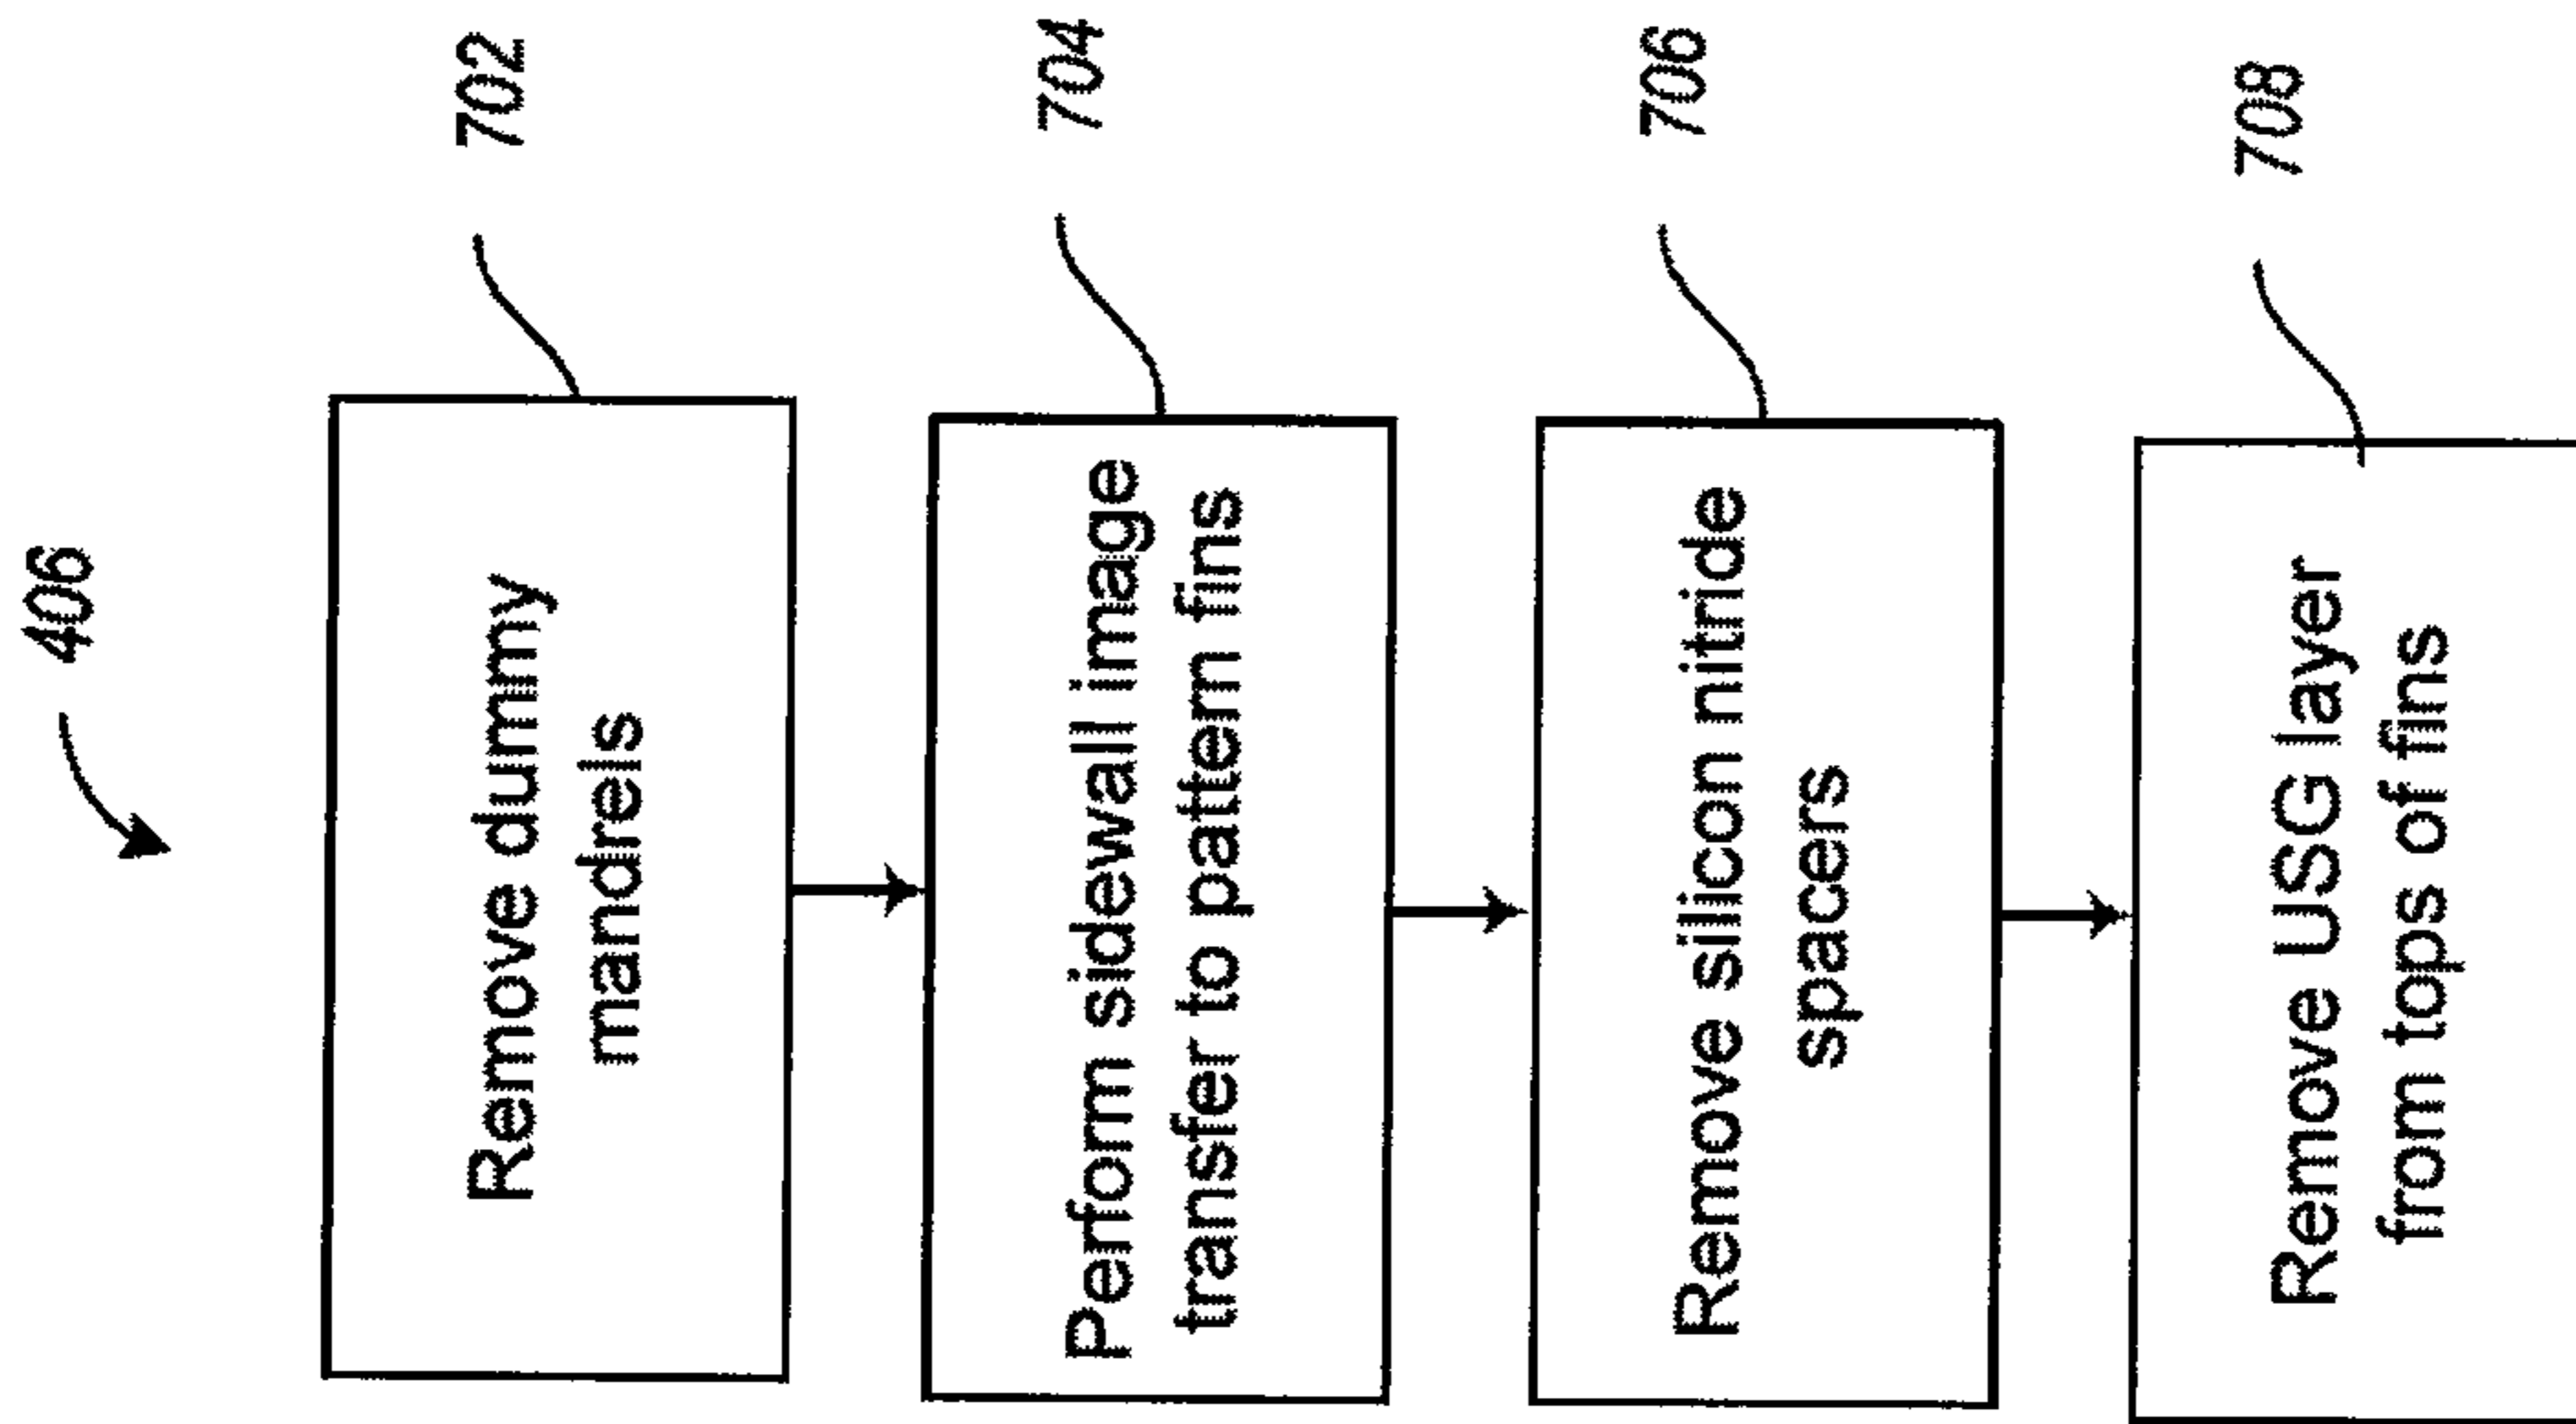 406
702
Remove dummy
mandrels
704
Perform sidewall image
transfer to pattern fins
706
Remove silicon nitride
spacers
708
Remove USG layer
from tops of fins